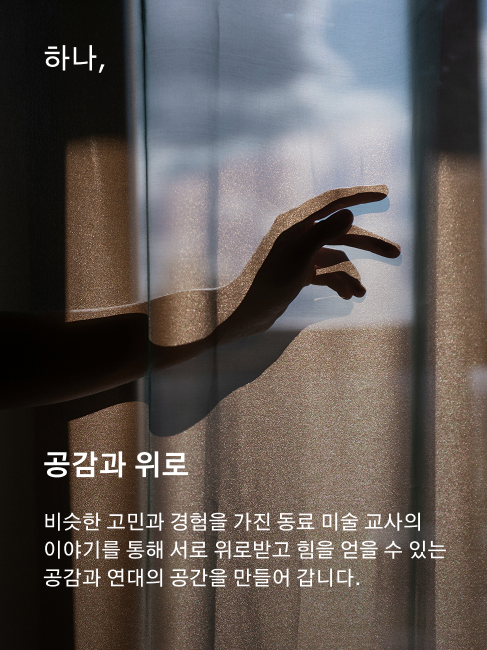 하나,
공감과 위로
비슷한 고민과 경험을 가진 동료 미술 교사의
이야기를 통해 서로 위로받고 힘을 얻을 수 있는
공감과 연대의 공간을 만들어 갑니다.